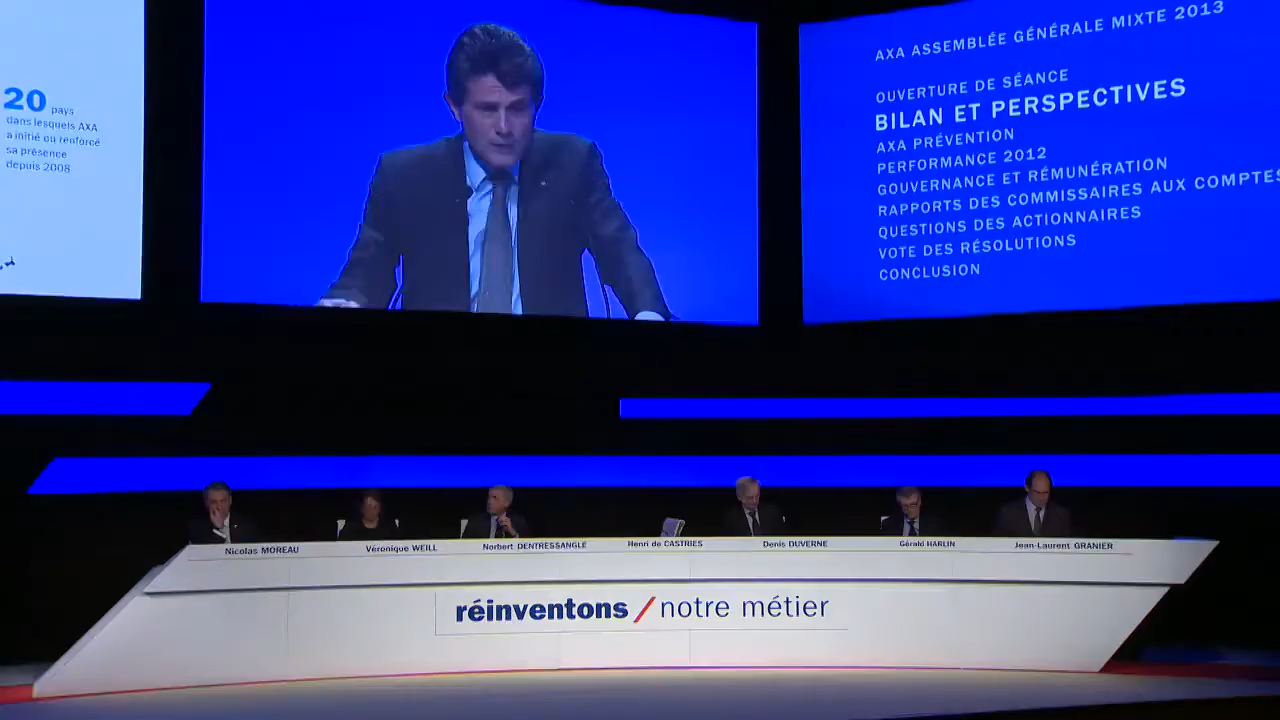 20 pays
dans lesquels AXA
a initié ou renforcé
sa présence
depuis 2008
AXA ASSEMBLÉE GÉNÉRALE MIXTE 2013
OUVERTURE DE SÉANCE
BILAN ET PERSPECTIVES
AXA PRÉVENTION
PERFORMANCE 2012
GOUVERNANCE ET RÉMUNÉRATION
RAPPORTS DES COMMISSAIRES AUX COMPTES
QUESTIONS DES ACTIONNAIRES
VOTE DES RÉSOLUTIONS
CONCLUSION
Nicolas MOREAU
Véronique WEILL
Norbert DENTRESSANGLE
Henri de CASTRIES
Denis DUVERNE
Gérald HARLIN
Jean-Laurent GRANIER
réinventons / notre métier